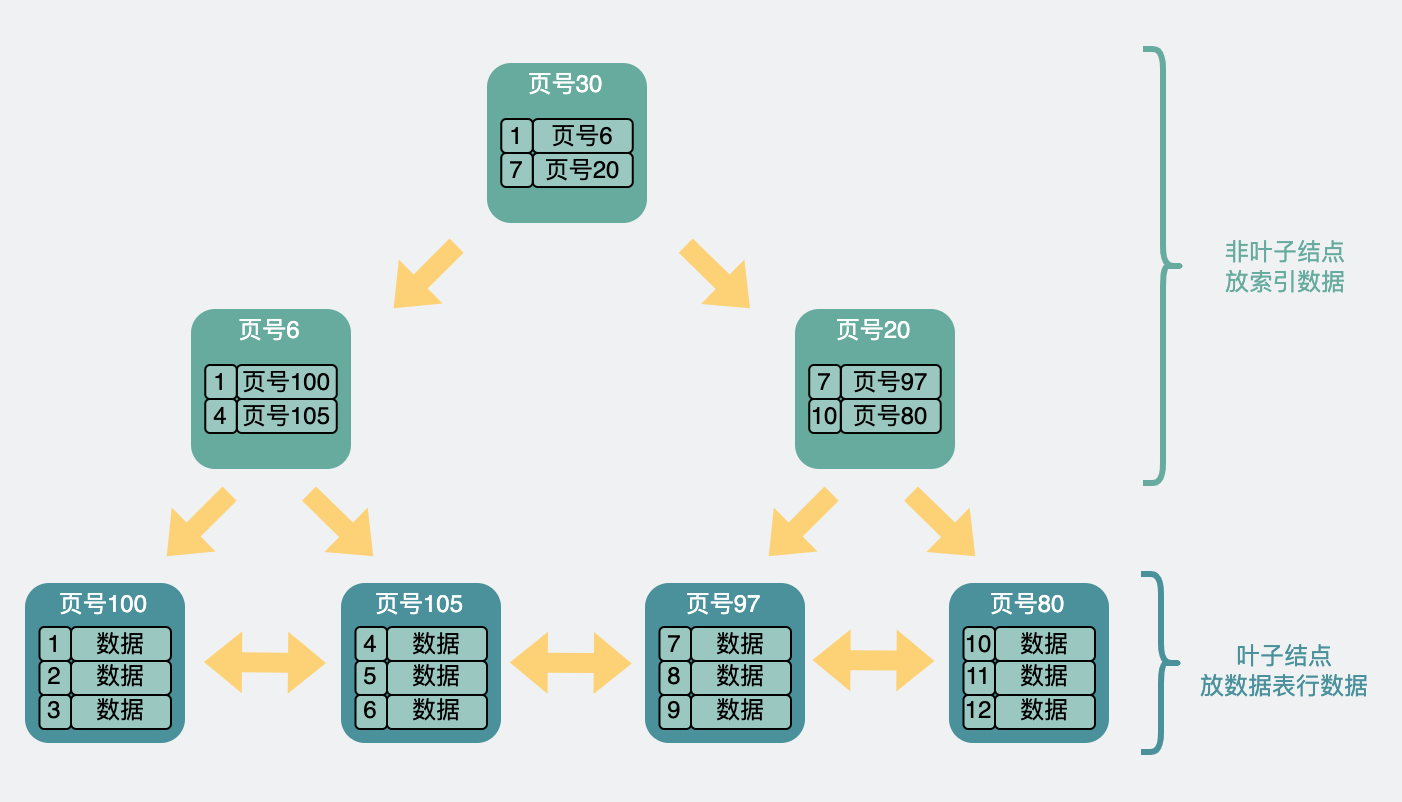 页号30
1 页号6
7 页号20
非叶子结点
放索引数据
页号6
1 页号100
4 页号105
页号20
7 页号97
10 页号80
页号100
1 数据
2 数据
3 数据
页号105
4 数据
5 数据
6 数据
页号97
7 数据
8 数据
9 数据
页号80
10 数据
11 数据
12 数据
叶子结点
放数据表行数据